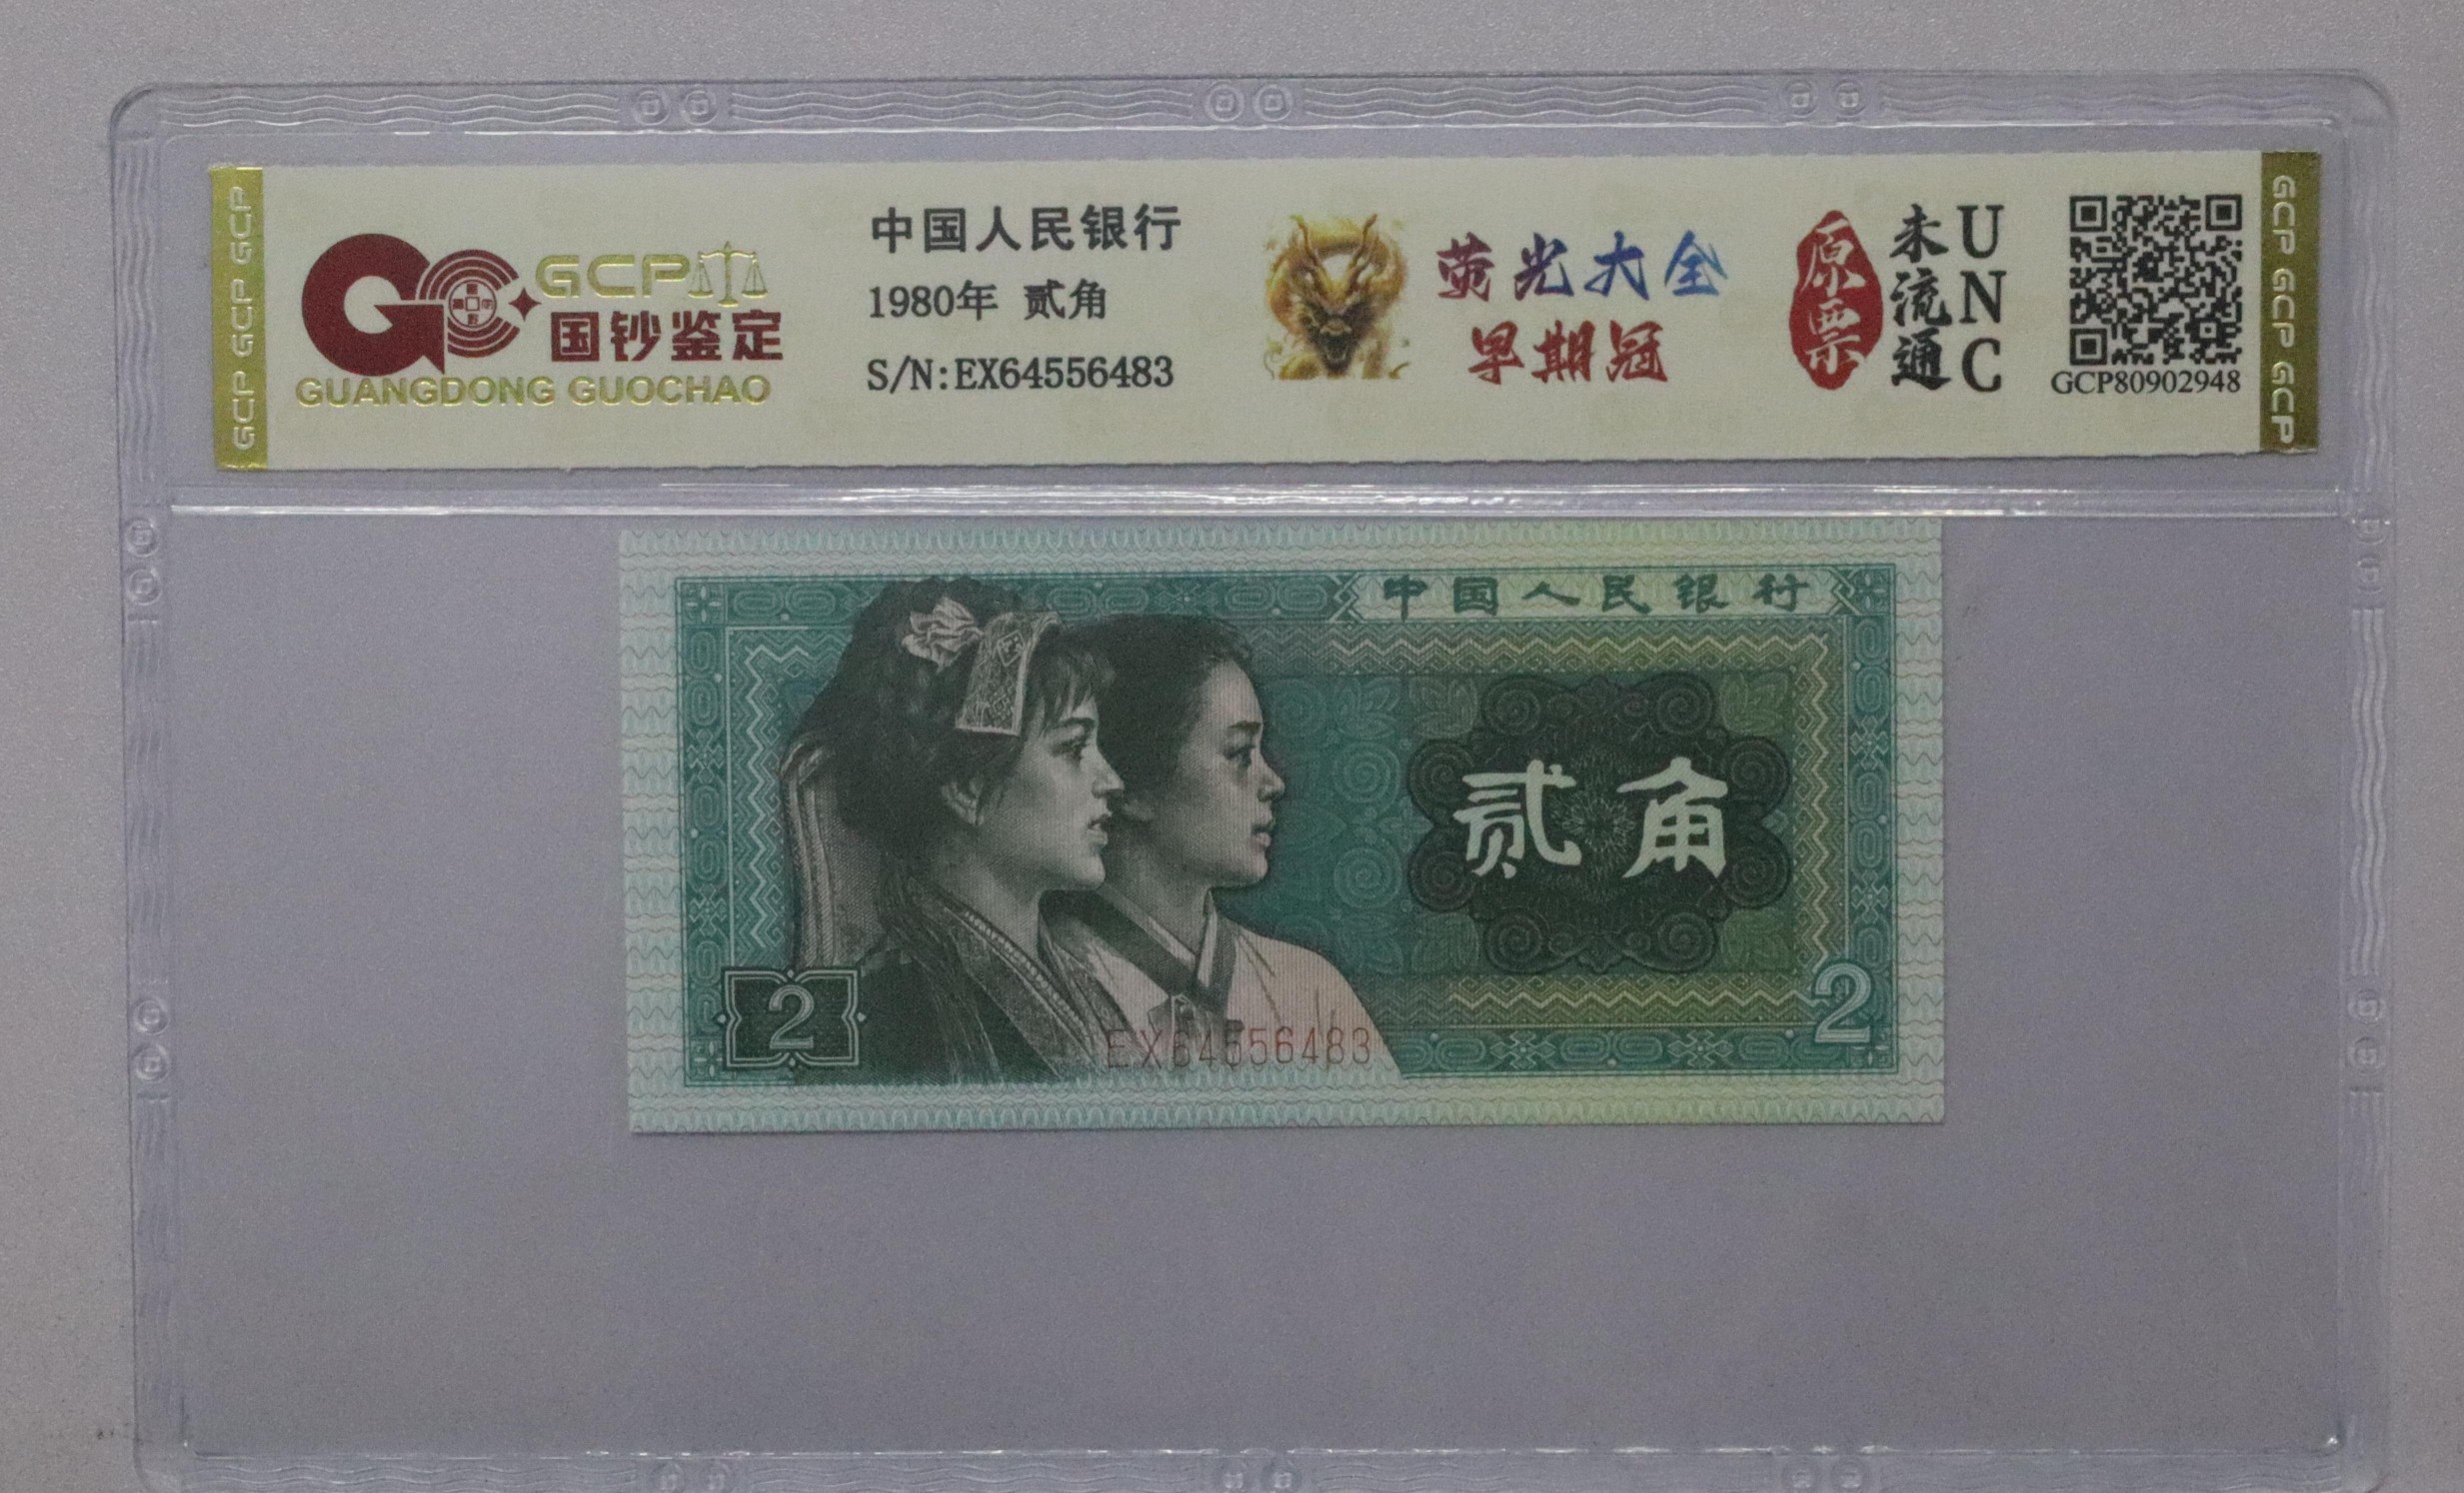 GCP GCP GCP
GCP
国钞鉴定
GUANGDONG GUOCHAO
中国人民银行
1980年 贰角
S/N:EX64556483
荧光大全
早期冠
原票
未流通
UNC
GCP80902948
GCP GCP GCP
中国人民银行
贰角
2
EX64556483
2